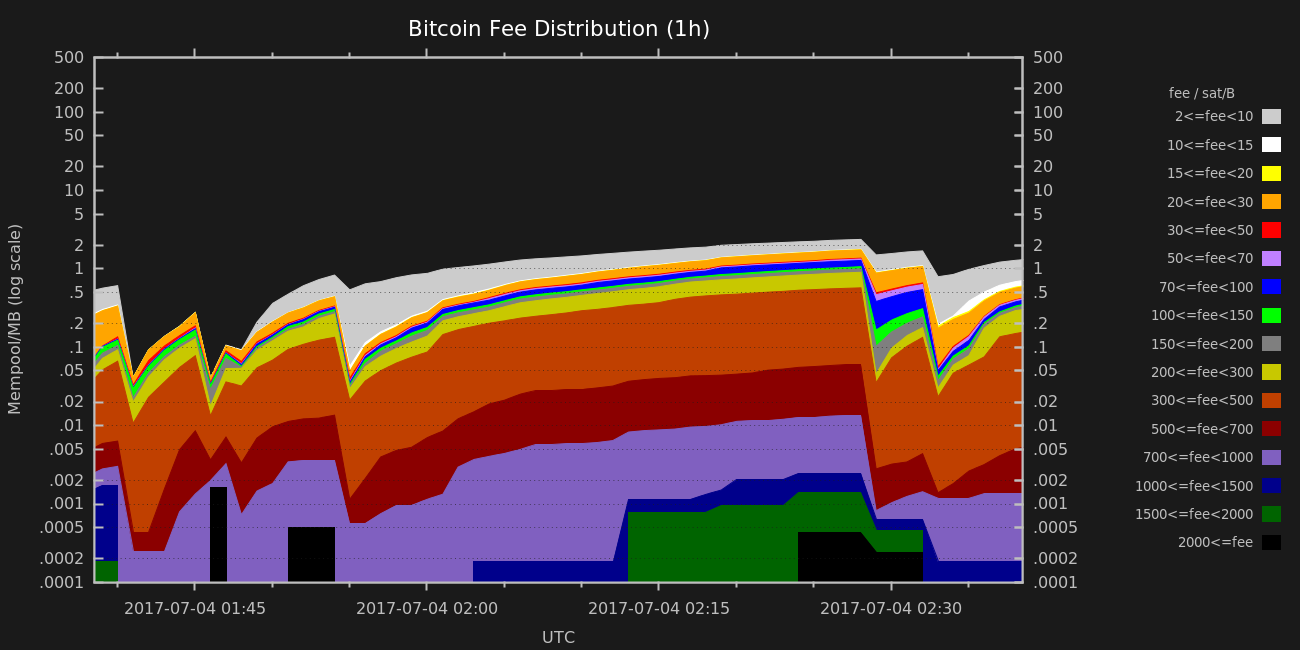 Bitcoin Fee Distribution (1h)
Mempool/MB (log scale)
500
200
100
50
20
10
5
2
1
.5
.2
.1
.05
.02
.01
.005
.002
.001
.0005
.0002
.0001
500
200
100
50
20
10
5
2
1
.5
.2
.1
.05
.02
.01
.005
.002
.001
.0005
.0002
.0001
2017-07-04 01:45 2017-07-04 02:00 2017-07-04 02:15 2017-07-04 02:30
UTC
fee / sat/B
2<=fee<10
10<=fee<15
15<=fee<20
20<=fee<30
30<=fee<50
50<=fee<70
70<=fee<100
100<=fee<150
150<=fee<200
200<=fee<300
300<=fee<500
500<=fee<700
700<=fee<1000
1000<=fee<1500
1500<=fee<2000
2000<=fee